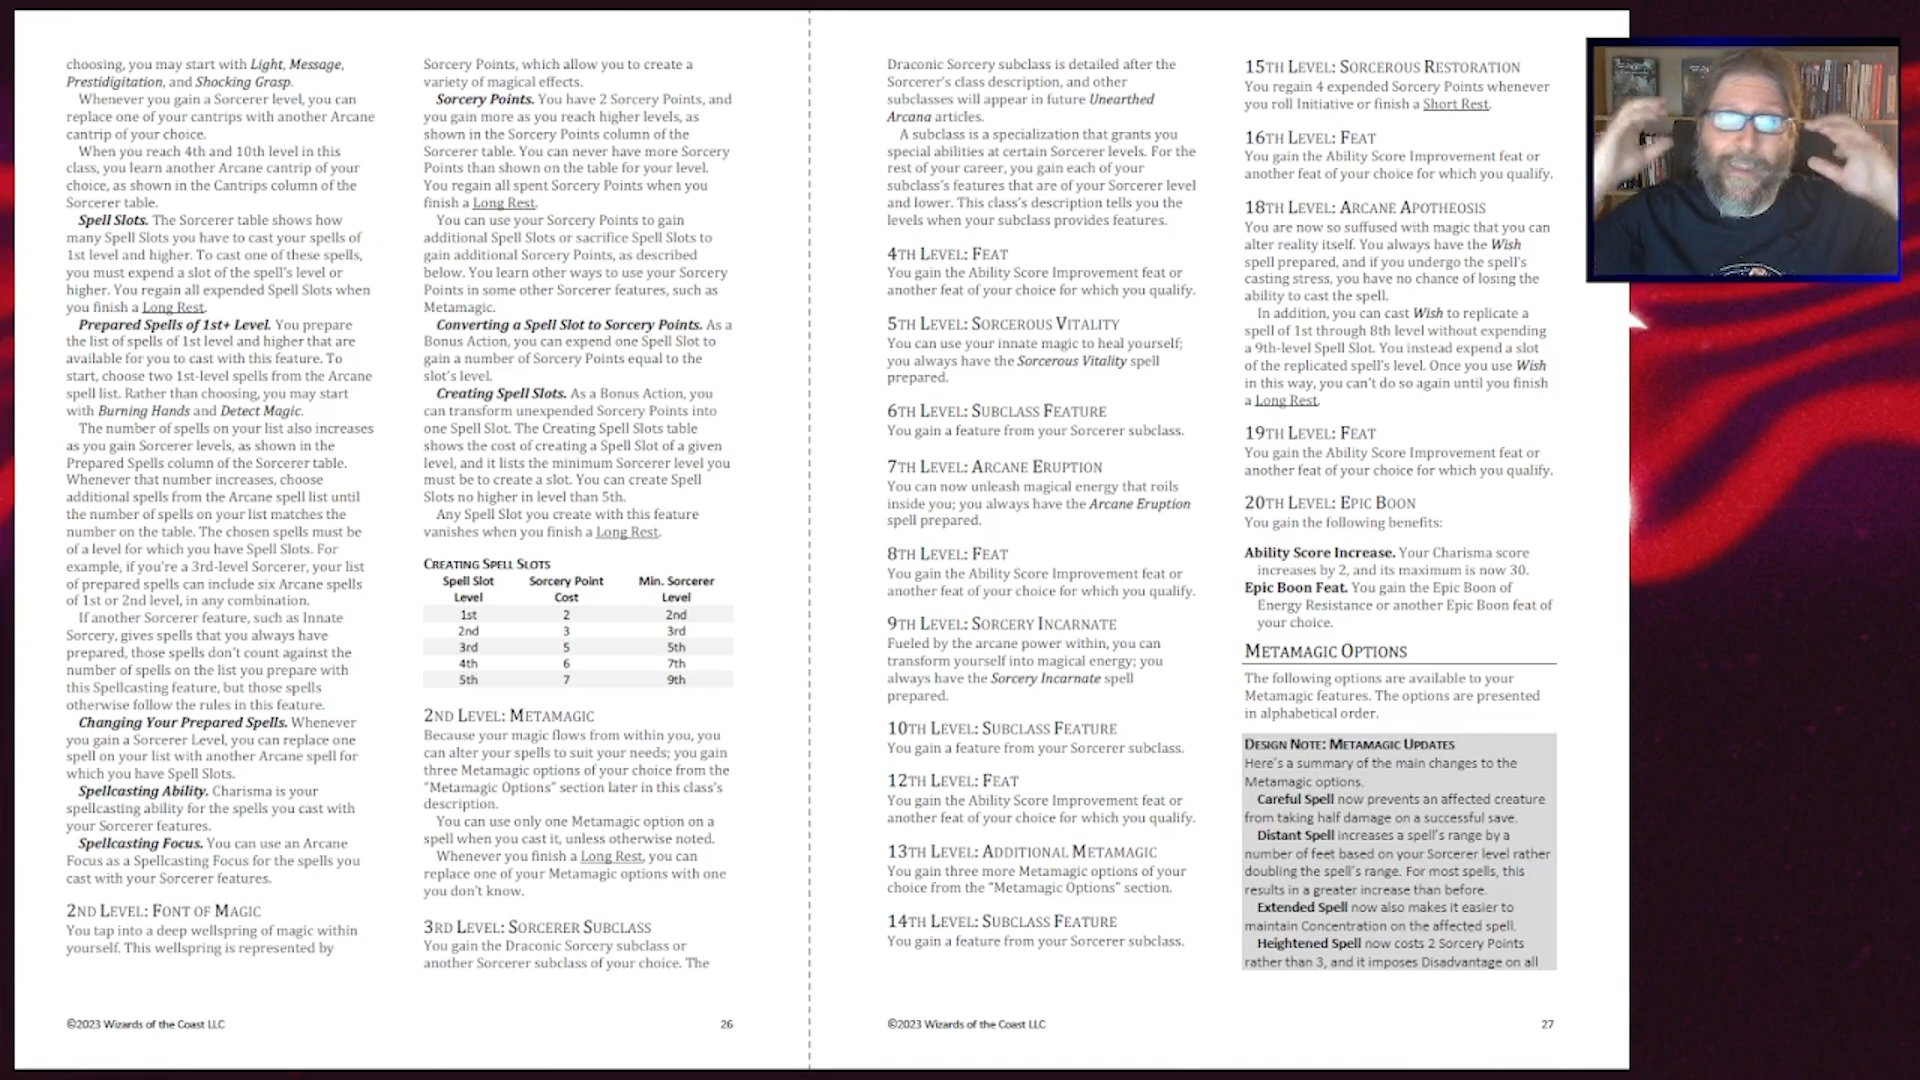 choosing, you may start with Light, Message,
Prestidigitation, and Shocking Grasp.
Whenever you gain a Sorcerer level, you can
replace one of your cantrips with another Arcane
cantrip of your choice.
When you reach 4th and 10th level in this
class, you learn another Arcane cantrip of your
choice, as shown in the Cantrips column of the
Sorcerer table.
Spell Slots. The Sorcerer table shows how
many Spell Slots you have to cast your spells of
1st level and higher. To cast one of these spells,
you must expend a slot of the spell's level or
higher. You regain all expended Spell Slots when
you finish a Long Rest.
Prepared Spells of 1st+ Level. You prepare
the list of spells of 1st level and higher that are
available for you to cast with this feature. To
start, choose two 1st-level spells from the Arcane
spell list. Rather than choosing, you may start
with Burning Hands and Detect Magic.
The number of spells on your list also increases
as you gain Sorcerer levels, as shown in the
Prepared Spells column of the Sorcerer table.
Whenever that number increases, choose
additional spells from the Arcane spell list until
the number of spells on your list matches the
number on the table. The chosen spells must be
of a level for which you have Spell Slots. For
example, if you're a 3rd-level Sorcerer, your list
of prepared spells can include six Arcane spells
of 1st or 2nd level, in any combination.
If another Sorcerer feature, such as Innate
Sorcery, gives spells that you always have
prepared, those spells don't count against the
number of spells on the list you prepare with
this Spellcasting feature, but those spells
otherwise follow the rules in this feature.
Changing Your Prepared Spells. Whenever
you gain a Sorcerer Level, you can replace one
spell on your list with another Arcane spell for
which you have Spell Slots.
Spellcasting Ability. Charisma is your
spellcasting ability for the spells you cast with
your Sorcerer features.
Spellcasting Focus. You can use an Arcane
Focus as a Spellcasting Focus for the spells you
cast with your Sorcerer features.
2ND LEVEL: FONT OF MAGIC
You tap into a deep wellspring of magic within
yourself. This wellspring is represented by
Sorcery Points, which allow you to create a
variety of magical effects.
Sorcery Points. You have 2 Sorcery Points, and
you gain more as you reach higher levels, as
shown in the Sorcery Points column of the
Sorcerer table. You can never have more Sorcery
Points than shown on the table for your level.
You regain all spent Sorcery Points when you
finish a Long Rest.
You can use your Sorcery Points to gain
additional Spell Slots or sacrifice Spell Slots to
gain additional Sorcery Points, as described
below. You learn other ways to use your Sorcery
Points in some other Sorcerer features, such as
Metamagic.
Converting a Spell Slot to Sorcery Points. As a
Bonus Action, you can expend one Spell Slot to
gain a number of Sorcery Points equal to the
slot's level.
Creating Spell Slots. As a Bonus Action, you
can transform unexpended Sorcery Points into
one Spell Slot. The Creating Spell Slots table
shows the cost of creating a Spell Slot of a given
level, and it lists the minimum Sorcerer level you
must be to create a slot. You can create Spell
Slots no higher in level than 5th.
Any Spell Slot you create with this feature
vanishes when you finish a Long Rest.
CREATING SPELL SLOTS
Spell Slot Sorcery Point Min. Sorcerer
Level Cost Level
1st 2 2nd
2nd 3 3rd
3rd 5 5th
4th 6 7th
5th 7 9th
2ND LEVEL: METAMAGIC
Because your magic flows from within you, you
can alter your spells to suit your needs; you gain
three Metamagic options of your choice from the
"Metamagic Options" section later in this class's
description.
You can use only one Metamagic option on a
spell when you cast it, unless otherwise noted.
Whenever you finish a Long Rest, you can
replace one of your Metamagic options with one
you don't know.
3RD LEVEL: SORCERER SUBCLASS
You gain the Draconic Sorcery subclass or
another Sorcerer subclass of your choice. The
©2023 Wizards of the Coast LLC 26
Draconic Sorcery subclass is detailed after the
Sorcerer's class description, and other
subclasses will appear in future Unearthed
Arcana articles.
A subclass is a specialization that grants you
special abilities at certain Sorcerer levels. For the
rest of your career, you gain each of your
subclass's features that are of your Sorcerer level
and lower. This class's description tells you the
levels when your subclass provides features.
4TH LEVEL: FEAT
You gain the Ability Score Improvement feat or
another feat of your choice for which you qualify.
5TH LEVEL: SORCEROUS VITALITY
You can use your innate magic to heal yourself;
you always have the Sorcerous Vitality spell
prepared.
6TH LEVEL: SUBCLASS FEATURE
You gain a feature from your Sorcerer subclass.
7TH LEVEL: ARCANE ERUPTION
You can now unleash magical energy that roils
inside you; you always have the Arcane Eruption
spell prepared.
8TH LEVEL: FEAT
You gain the Ability Score Improvement feat or
another feat of your choice for which you qualify.
9TH LEVEL: SORCERY INCARNATE
Fueled by the arcane power within, you can
transform yourself into magical energy; you
always have the Sorcery Incarnate spell
prepared.
10TH LEVEL: SUBCLASS FEATURE
You gain a feature from your Sorcerer subclass.
12TH LEVEL: FEAT
You gain the Ability Score Improvement feat or
another feat of your choice for which you qualify.
13TH LEVEL: ADDITIONAL METAMAGIC
You gain three more Metamagic options of your
choice from the "Metamagic Options" section.
14TH LEVEL: SUBCLASS FEATURE
You gain a feature from your Sorcerer subclass.
15TH LEVEL: SORCEROUS RESTORATION
You regain 4 expended Sorcery Points whenever
you roll Initiative or finish a Short Rest.
16TH LEVEL: FEAT
You gain the Ability Score Improvement feat or
another feat of your choice for which you qualify.
18TH LEVEL: ARCANE APOTHEOSIS
You are now so suffused with magic that you can
alter reality itself. You always have the Wish
spell prepared, and if you undergo the spell's
casting stress, you have no chance of losing the
ability to cast the spell.
In addition, you can cast Wish to replicate a
spell of 1st through 8th level without expending
a 9th-level Spell Slot. You instead expend a slot
of the replicated spell's level. Once you use Wish
in this way, you can't do so again until you finish
a Long Rest.
19TH LEVEL: FEAT
You gain the Ability Score Improvement feat or
another feat of your choice for which you qualify.
20TH LEVEL: EPIC BOON
You gain the following benefits:
Ability Score Increase. Your Charisma score
increases by 2, and its maximum is now 30.
Epic Boon Feat. You gain the Epic Boon of
Energy Resistance or another Epic Boon feat of
your choice.
METAMAGIC OPTIONS
The following options are available to your
Metamagic features. The options are presented
in alphabetical order.
DESIGN NOTE: METAMAGIC UPDATES
Here's a summary of the main changes to the
Metamagic options.
Careful Spell now prevents an affected creature
from taking half damage on a successful save.
Distant Spell increases a spell's range by a
number of feet based on your Sorcerer level rather
doubling the spell's range. For most spells, this
results in a greater increase than before.
Extended Spell now also makes it easier to
maintain Concentration on the affected spell.
Heightened Spell now costs 2 Sorcery Points
rather than 3, and it imposes Disadvantage on all
©2023 Wizards of the Coast LLC 27